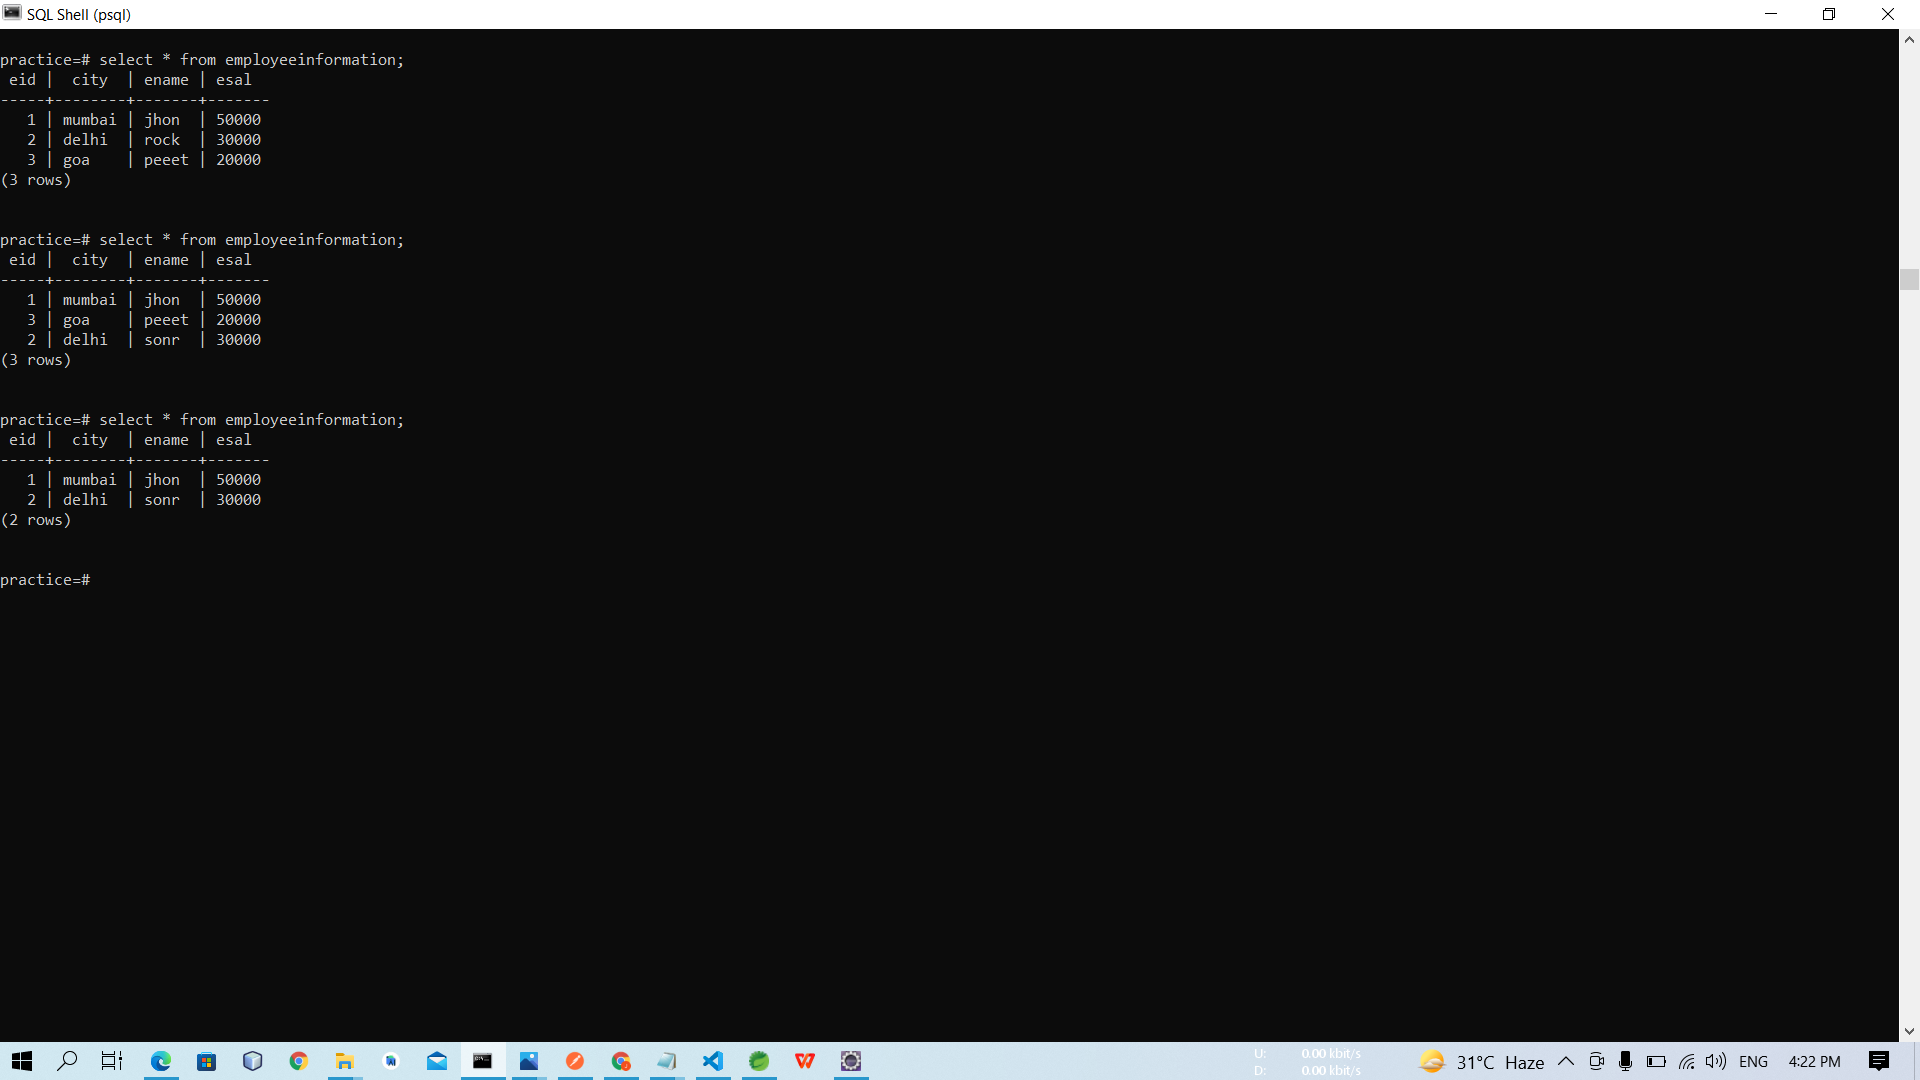 SQL Shell (psql)
practice=# select * from employeeinformation;
 eid |  city  | ename | esal
-----+--------+-------+-------
   1 | mumbai | jhon  | 50000
   2 | delhi  | rock  | 30000
   3 | goa    | peeet | 20000
(3 rows)
practice=# select * from employeeinformation;
 eid |  city  | ename | esal
-----+--------+-------+-------
   1 | mumbai | jhon  | 50000
   3 | goa    | peeet | 20000
   2 | delhi  | sonr  | 30000
(3 rows)
practice=# select * from employeeinformation;
 eid |  city  | ename | esal
-----+--------+-------+-------
   1 | mumbai | jhon  | 50000
   2 | delhi  | sonr  | 30000
(2 rows)
practice=#
U: 0.00 kbit/s
D: 0.00 kbit/s
31°C Haze ENG 4:22 PM